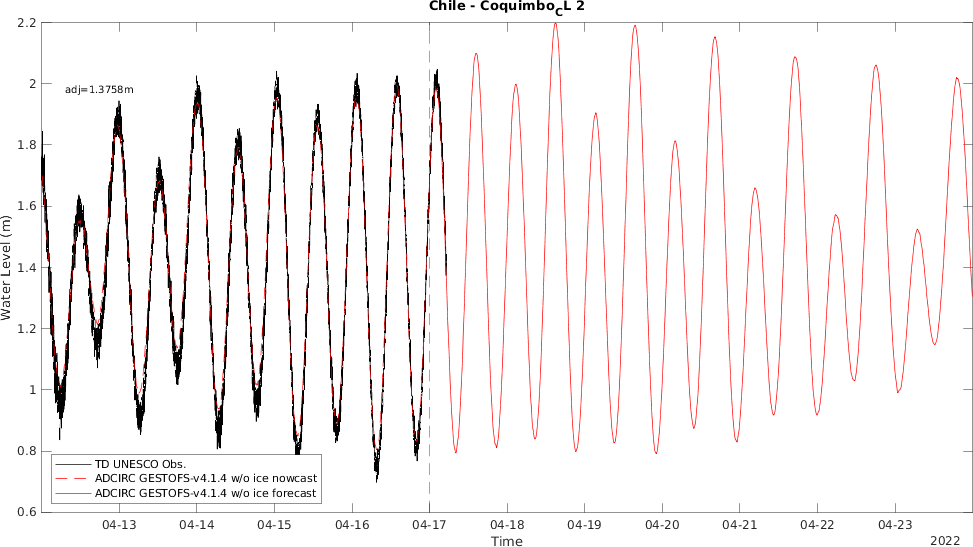 Chile - CoquimboCL 2
adj=1.3758m
Water Level (m)
2.2
2
1.8
1.6
1.4
1.2
1
0.8
0.6
TD UNESCO Obs.
ADCIRC GESTOFS-v4.1.4 w/o ice nowcast
ADCIRC GESTOFS-v4.1.4 w/o ice forecast
04-13 04-14 04-15 04-16 04-17 04-18 04-19 04-20 04-21 04-22 04-23
Time
2022